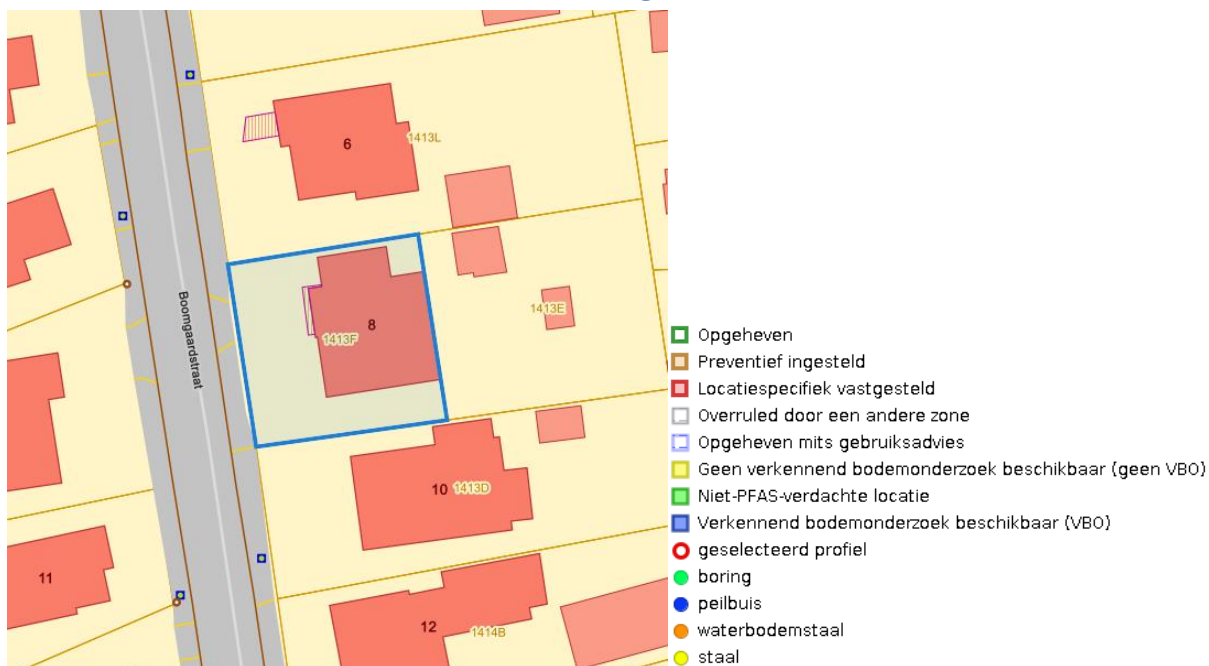 6
1413L
Boomgaardstraat
8
1413E
1413F
10
1413D
11
12
1414B
Opgeheven
Preventief ingesteld
Locatiespecifiek vastgesteld
Overruled door een andere zone
Opgeheven mits gebruiksadvies
Geen verkennend bodemonderzoek beschikbaar (geen VBO)
Niet-PFAS-verdachte locatie
Verkennend bodemonderzoek beschikbaar (VBO)
geselecteerd profiel
boring
peilbuis
waterbodemstaal
staal